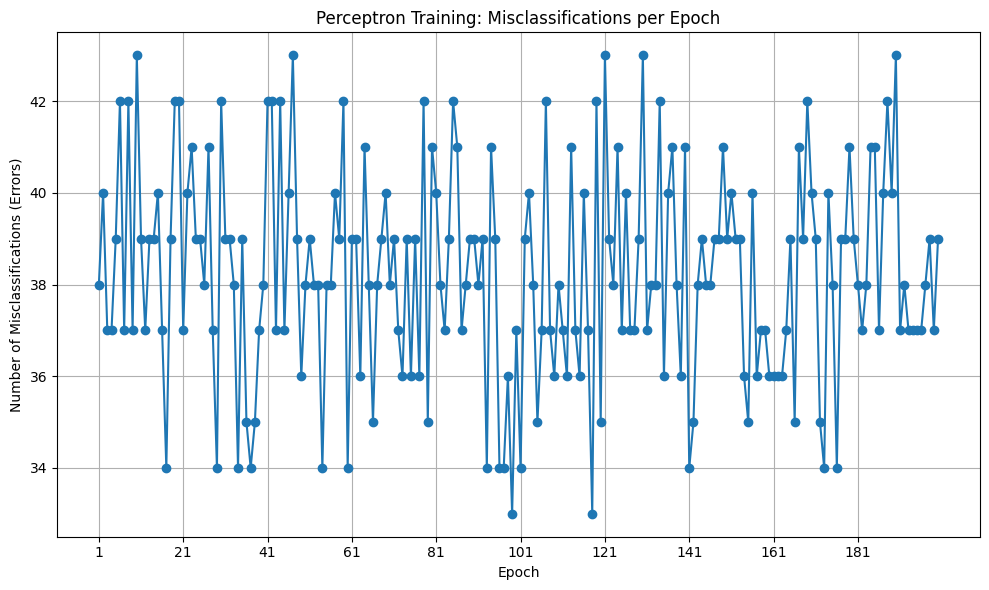 Perceptron Training: Misclassifications per Epoch
Number of Misclassifications (Errors)
42
40
38
36
34
1 21 41 61 81 101 121 141 161 181
Epoch